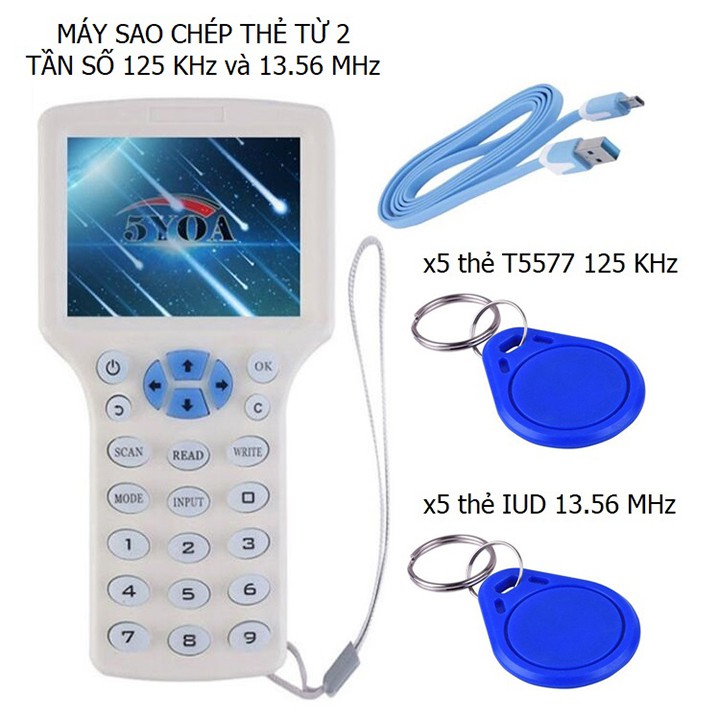 MÁY SAO CHÉP THẺ TỪ 2
TẦN SỐ 125 KHz và 13.56 MHz
5YOA
x5 thẻ T5577 125 KHz
OK
C
SCAN
READ
WRITE
MODE
INPUT
0
x5 thẻ IUD 13.56 MHz
1
2
3
4
5
6
7
8
9